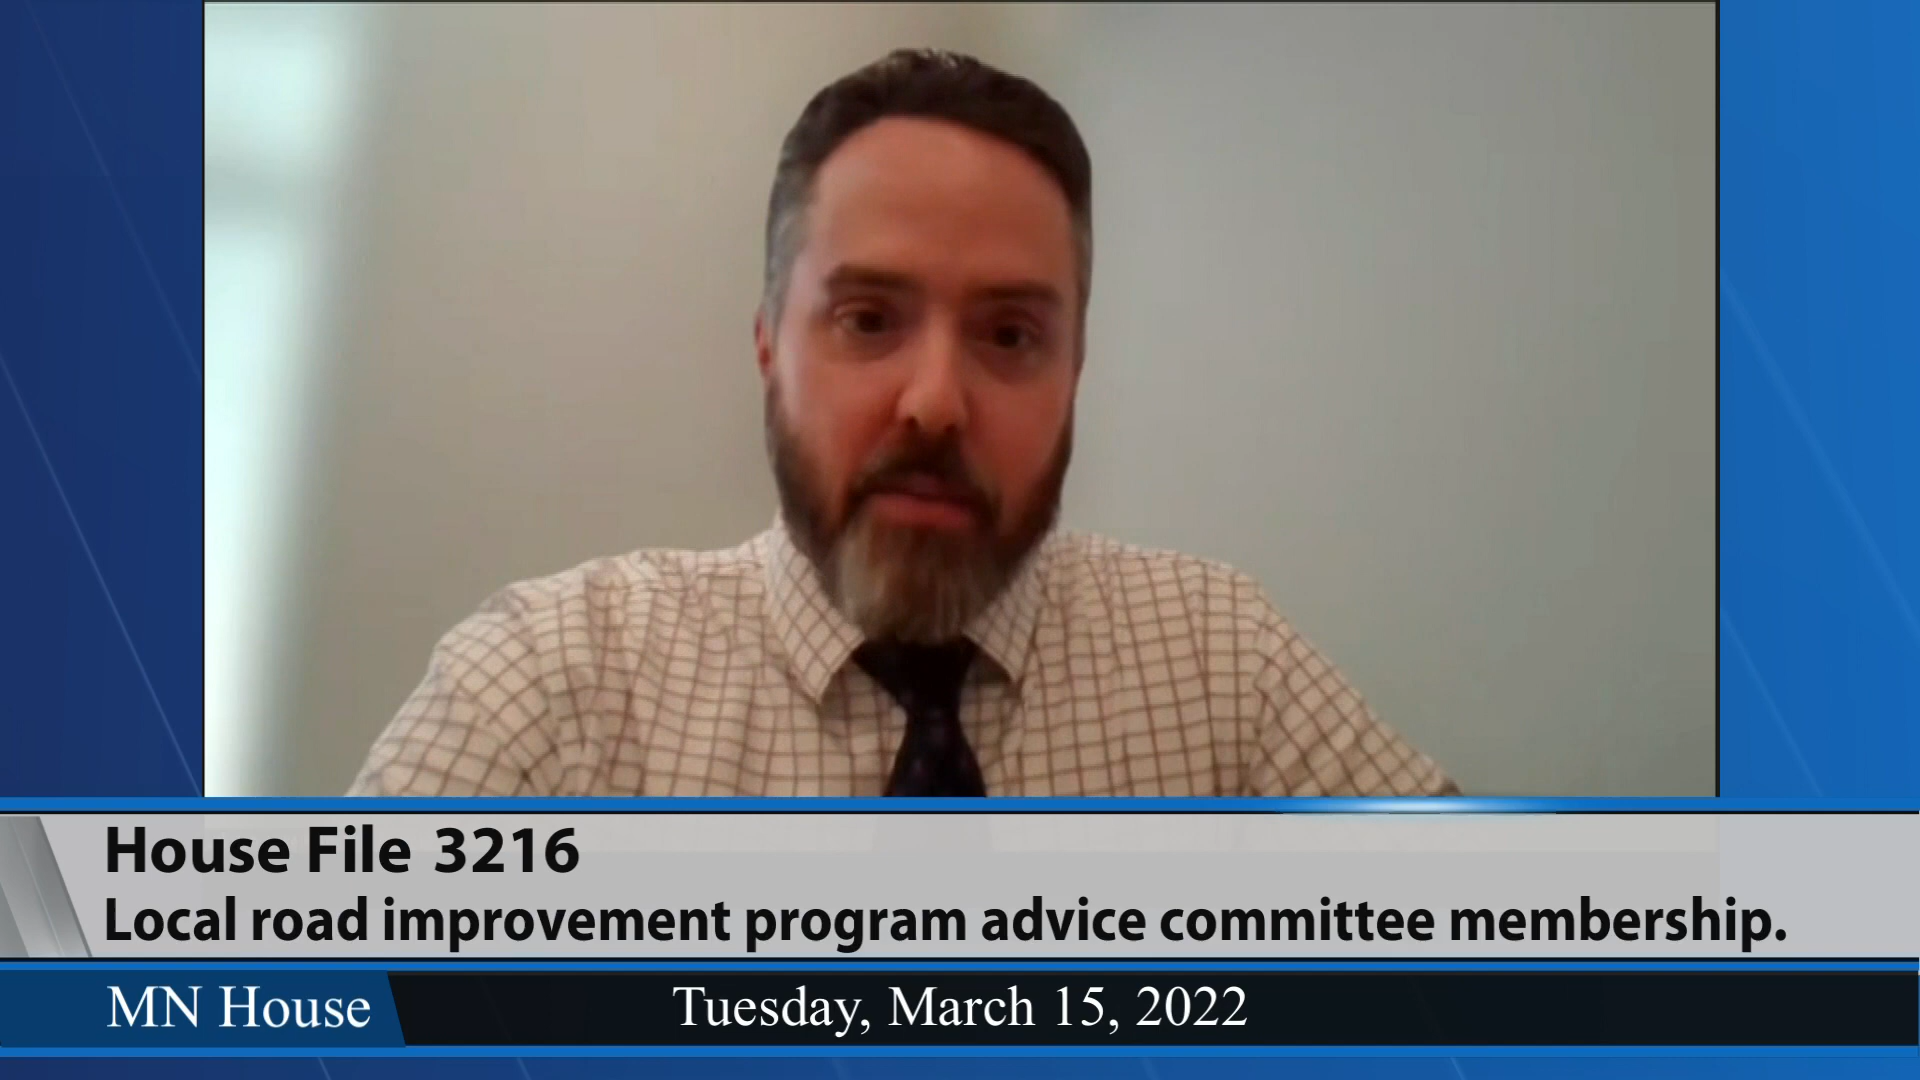 House File 3216
Local road improvement program advice committee membership.
MN House
Tuesday, March 15, 2022